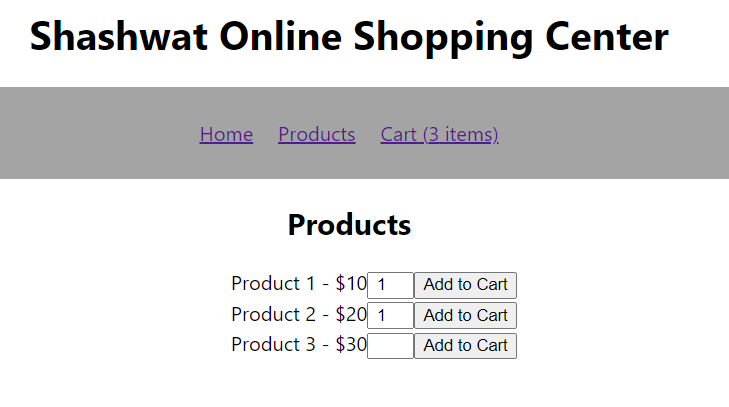 Shashwat Online Shopping Center
Home Products Cart (3 items)
Products
Product 1 - $10 1 Add to Cart
Product 2 - $20 1 Add to Cart
Product 3 - $30 Add to Cart